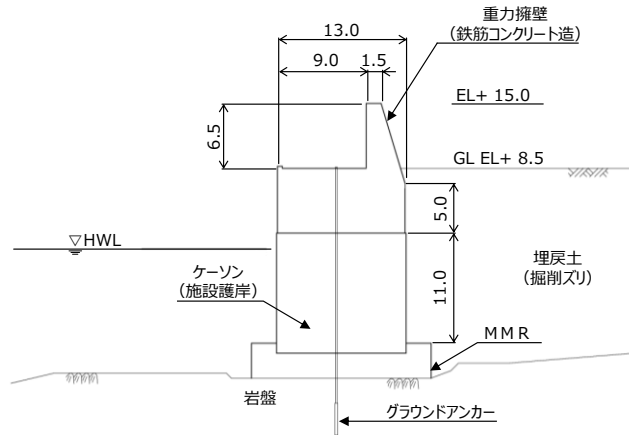 重力擁壁
（鉄筋コンクリート造）
13.0
9.0
1.5
EL+ 15.0
6.5
GL EL+ 8.5
5.0
▽HWL
ケーソン
（施設護岸）
11.0
埋戻土
（掘削ズリ）
MMR
岩盤
グラウンドアンカー